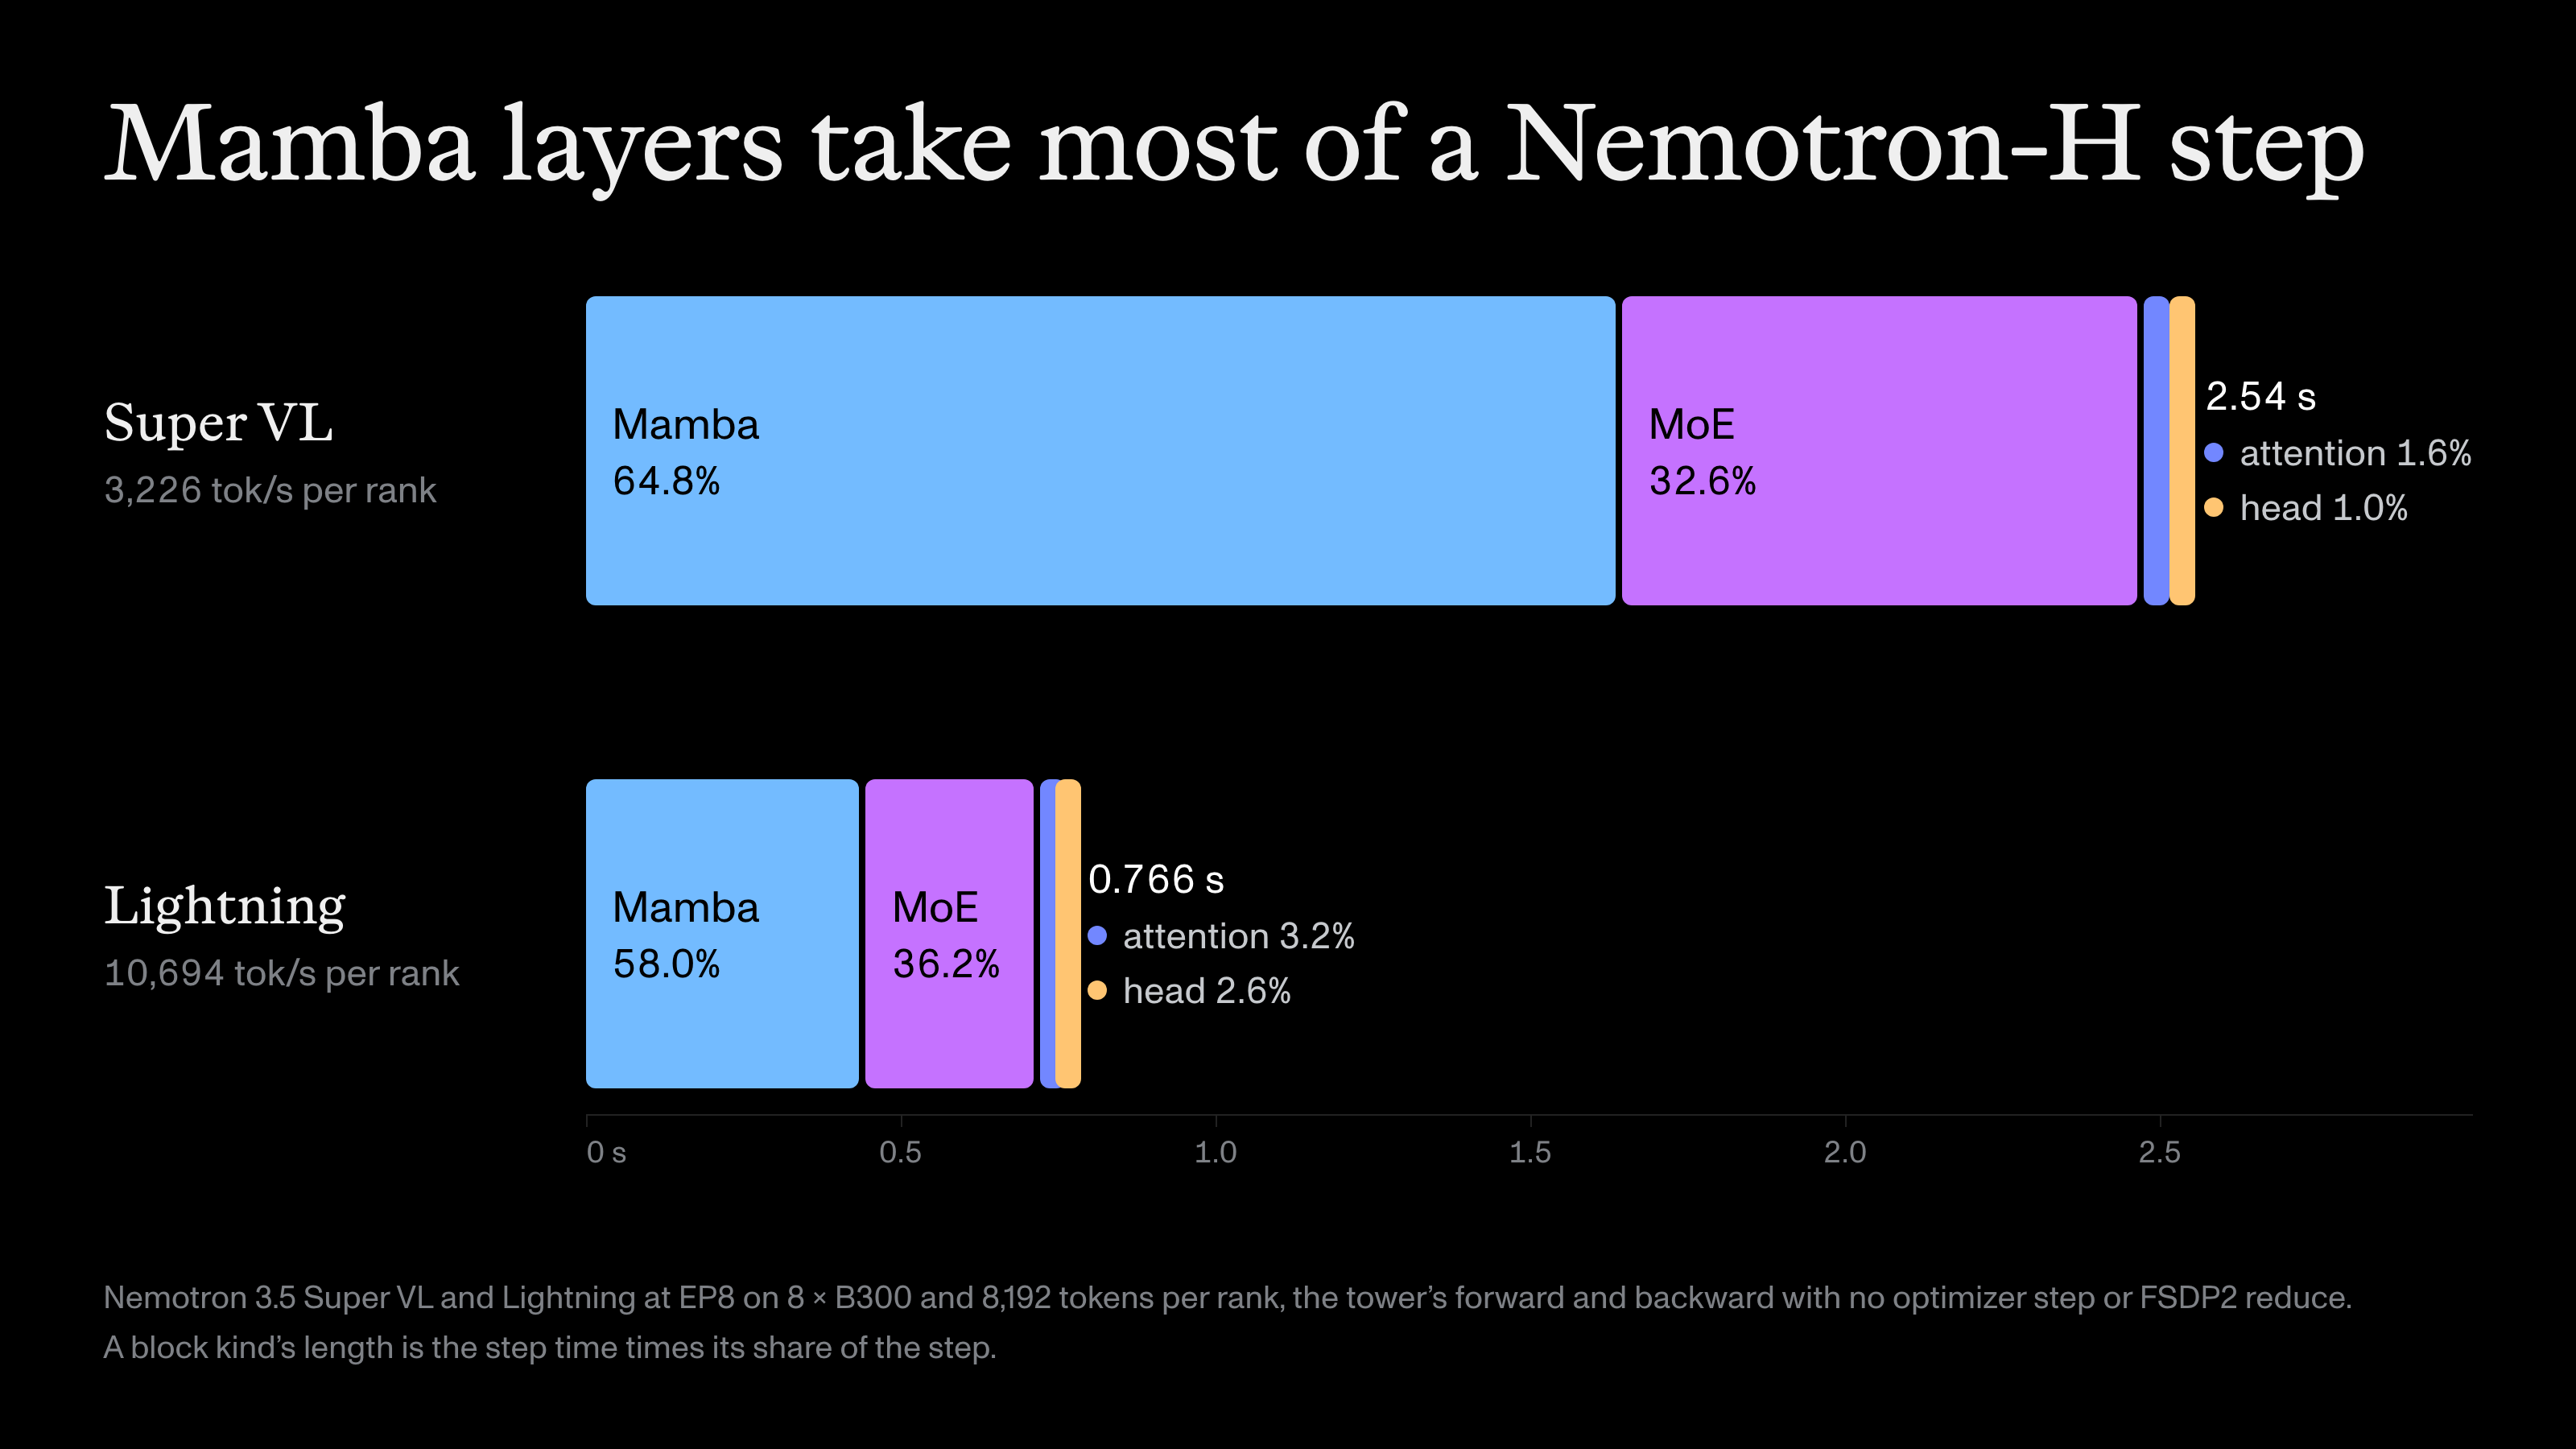 Mamba layers take most of a Nemotron-H step
Super VL
3,226 tok/s per rank
Mamba
64.8%
MoE
32.6%
2.54 s
attention 1.6%
head 1.0%
Lightning
10,694 tok/s per rank
Mamba
58.0%
MoE
36.2%
0.766 s
attention 3.2%
head 2.6%
0 s 0.5 1.0 1.5 2.0 2.5
Nemotron 3.5 Super VL and Lightning at EP8 on 8 × B300 and 8,192 tokens per rank, the tower’s forward and backward with no optimizer step or FSDP2 reduce.
A block kind’s length is the step time times its share of the step.